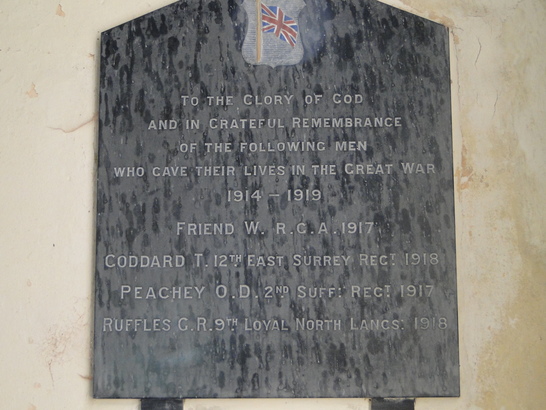 TO THE GLORY OF GOD
AND IN GRATEFUL REMEMBRANCE
OF THE FOLLOWING MEN
WHO GAVE THEIR LIVES IN THE GREAT WAR
1914 – 1919
FRIEND W. R.G.A. 1917
GODDARD T. 12TH EAST SURREY REGT 1918
PEACHEY O.D. 2ND SUFF: REGT 1917
RUFFLES G.R. 9TH LOYAL NORTH LANCS: 1918